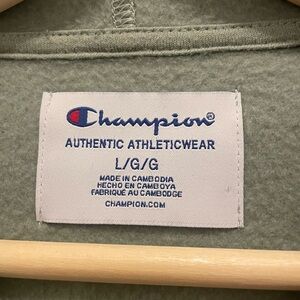 Champion®
AUTHENTIC ATHLETICWEAR
L/G/G
MADE IN CAMBODIA
HECHO EN CAMBOYA
FABRIQUÉ AU CAMBODGE
CHAMPION.COM